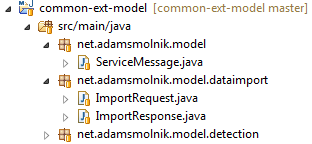 common-ext-model [common-ext-model master]
src/main/java
net.adamsmolnik.model
ServiceMessage.java
net.adamsmolnik.model.dataimport
ImportRequest.java
ImportResponse.java
net.adamsmolnik.model.detection